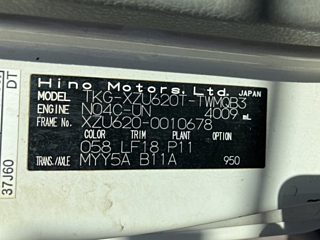 Hino Motors, Ltd. JAPAN
MODEL TKG-XZU620T-TWMQB3
ENGINE N04C-UN 4009 mL
FRAME No. XZU620-0010678
COLOR TRIM PLANT OPTION
058 LF18 P11
TRANS./AXLE MYY5A B11A 950
DT
37J60